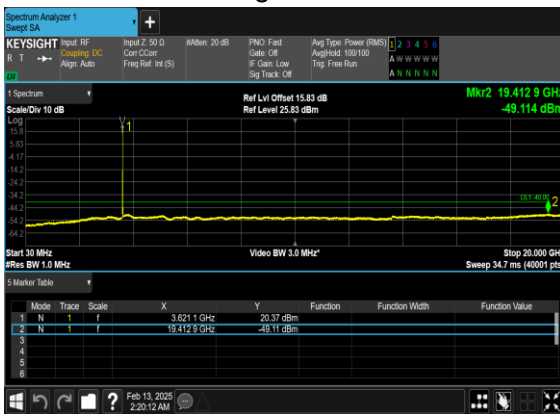 Spectrum Analyzer 1
Swept SA
+
KEYSIGHT Input: RF Input Z: 50 Ω #Atten: 20 dB PNO: Fast Avg Type: Power (RMS) 1 2 3 4 5 6
R T Coupling: DC Corr CCorr Gate: Off Avg|Hold: 100/100 A W W W W W
Align: Auto Freq Ref: Int (S) IF Gain: Low Trig: Free Run
LV Sig Track: Off A N N N N N
1 Spectrum Mkr2 19.412 9 GHz
Ref Lvl Offset 15.83 dB
Scale/Div 10 dB Ref Level 25.83 dBm -49.114 dBm
Log
15.8 1
5.83
-4.17
-14.2
-24.2
-34.2 DL1 -40.00 2
-44.2
-54.2
-64.2
Start 30 MHz Video BW 3.0 MHz* Stop 20.000 GH
#Res BW 1.0 MHz Sweep 34.7 ms (40001 pts
5 Marker Table
Mode Trace Scale X Y Function Function Width Function Value
1 N 1 f 3.621 1 GHz 20.37 dBm
2 N 1 f 19.412 9 GHz -49.11 dBm
3
4
5
6
? Feb 13, 2025
2:20:12 AM